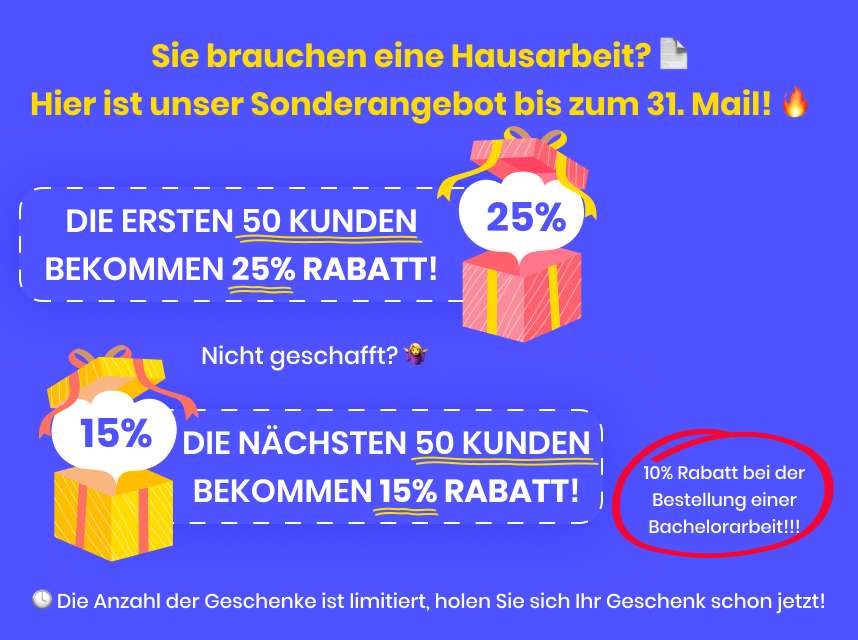 Sie brauchen eine Hausarbeit?
Hier ist unser Sonderangebot bis zum 31. Mail!
DIE ERSTEN 50 KUNDEN
BEKOMMEN 25% RABATT!
25%
Nicht geschafft?
15%
DIE NÄCHSTEN 50 KUNDEN
BEKOMMEN 15% RABATT!
10% Rabatt bei der
Bestellung einer
Bachelorarbeit!!!
Die Anzahl der Geschenke ist limitiert, holen Sie sich Ihr Geschenk schon jetzt!